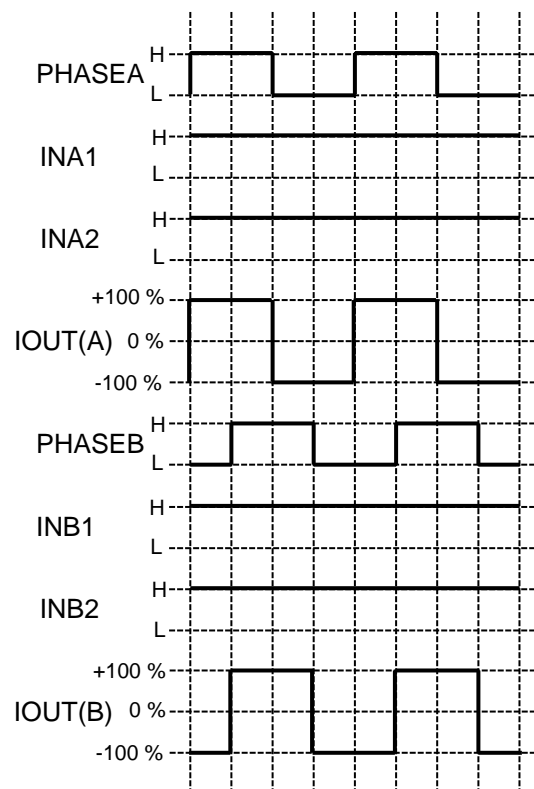 PHASEA
H
L
INA1
H
L
INA2
H
L
IOUT(A)
+100 %
0 %
-100 %
PHASEB
H
L
INB1
H
L
INB2
H
L
IOUT(B)
+100 %
0 %
-100 %